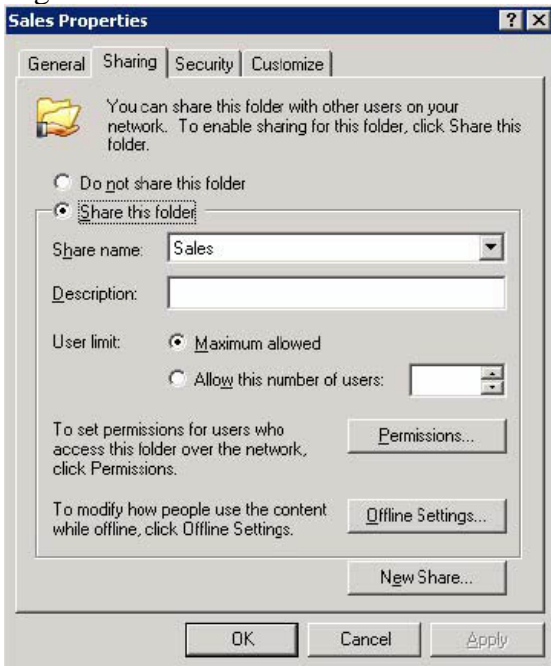 Sales Properties
General Sharing Security Customize
You can share this folder with other users on your
network. To enable sharing for this folder, click Share this
folder.
Do not share this folder
Share this folder
Share name: Sales
Description:
User limit: Maximum allowed
Allow this number of users:
To set permissions for users who
access this folder over the network,
click Permissions.
Permissions...
To modify how people use the content
while offline, click Offline Settings.
Offline Settings...
New Share...
OK Cancel Apply